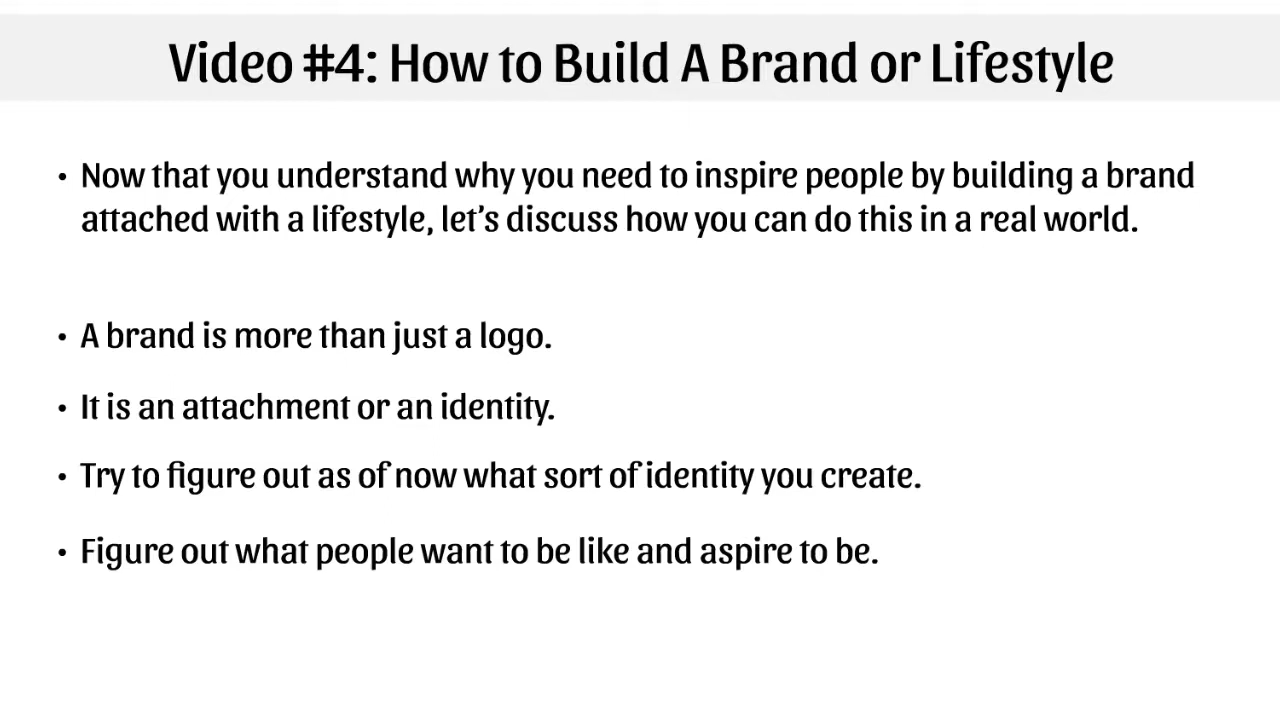 Video #4: How to Build A Brand or Lifestyle
• Now that you understand why you need to inspire people by building a brand
attached with a lifestyle, let’s discuss how you can do this in a real world.
• A brand is more than just a logo.
• It is an attachment or an identity.
• Try to figure out as of now what sort of identity you create.
• Figure out what people want to be like and aspire to be.